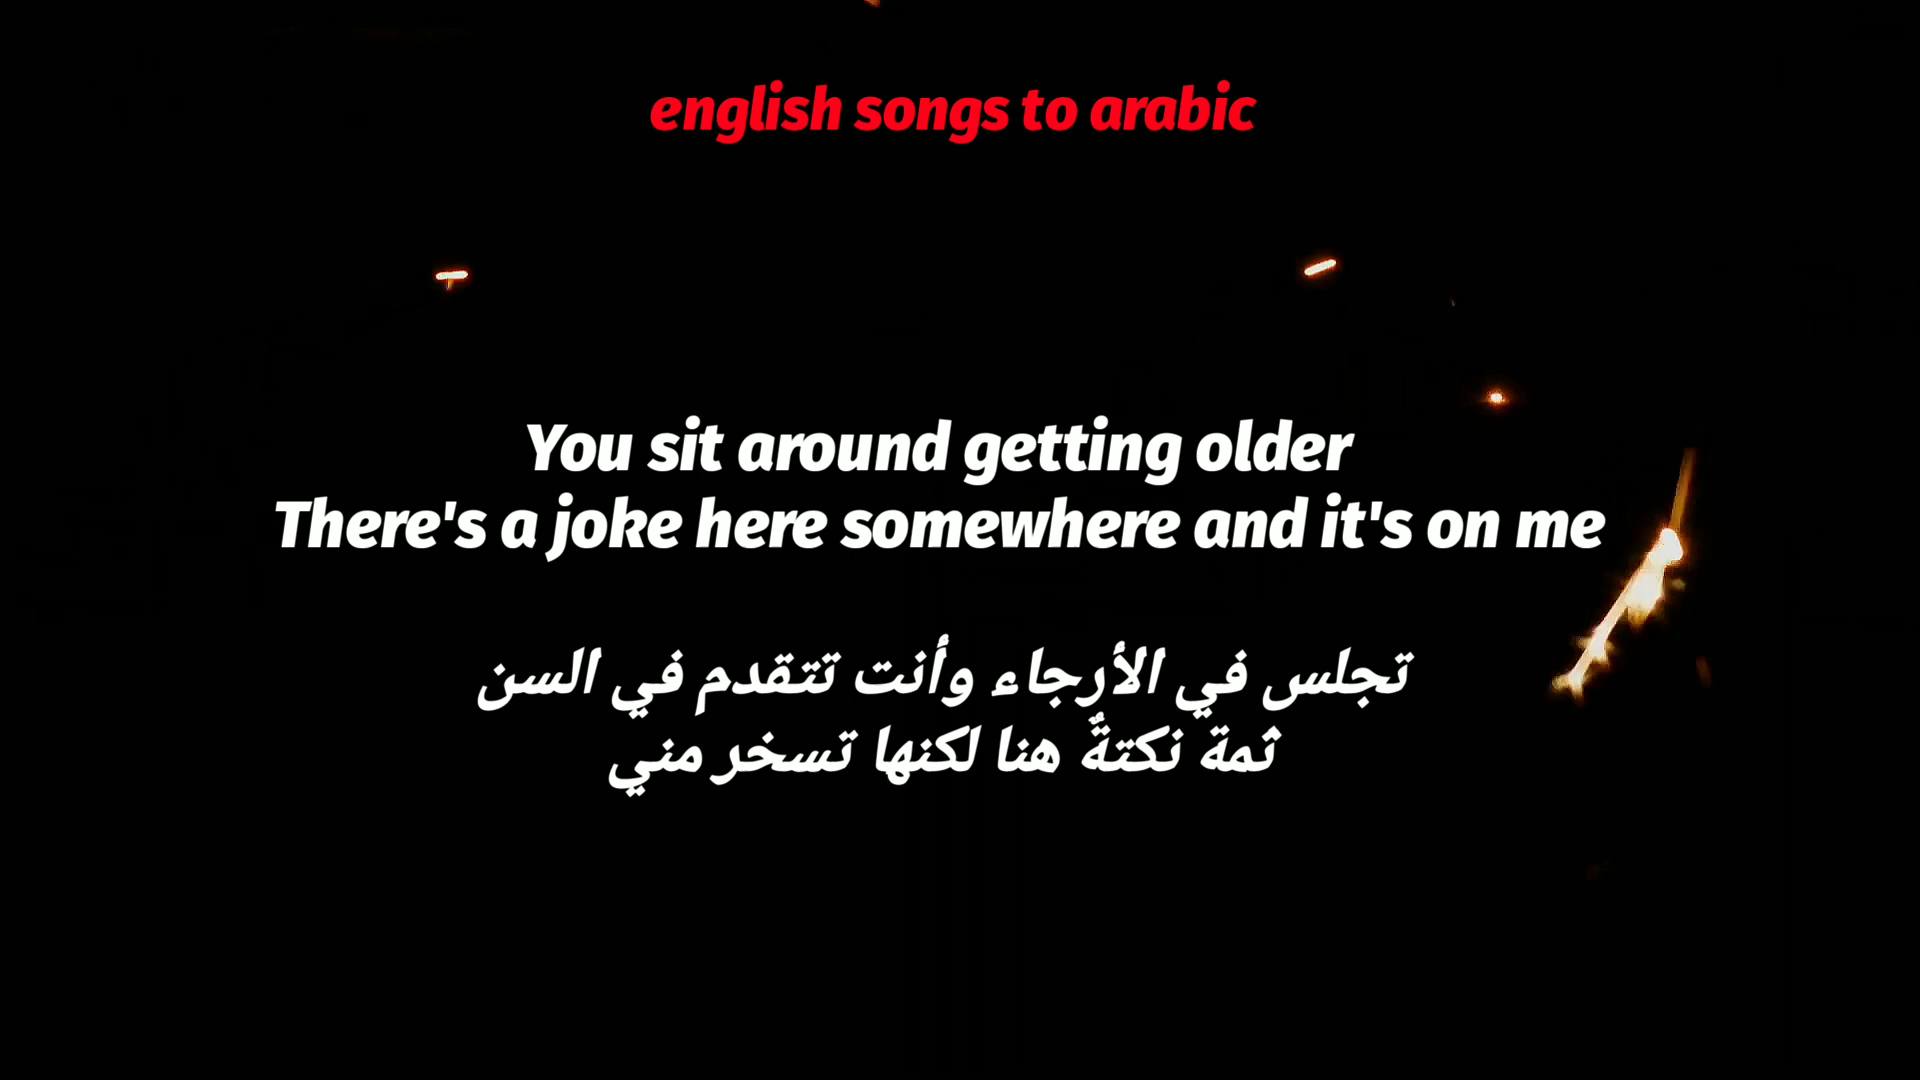 english songs to arabic
You sit around getting older
There's a joke here somewhere and it's on me
تجلس في الأرجاء وأنت تتقدم في السن
ثمة نكتةٌ هنا لكنها تسخر مني